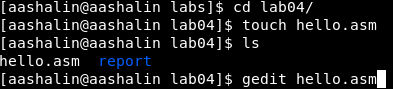 [aashalin@aashalin labs]$ cd lab04/
[aashalin@aashalin lab04]$ touch hello.asm
[aashalin@aashalin lab04]$ ls
hello.asm  report
[aashalin@aashalin lab04]$ gedit hello.asm